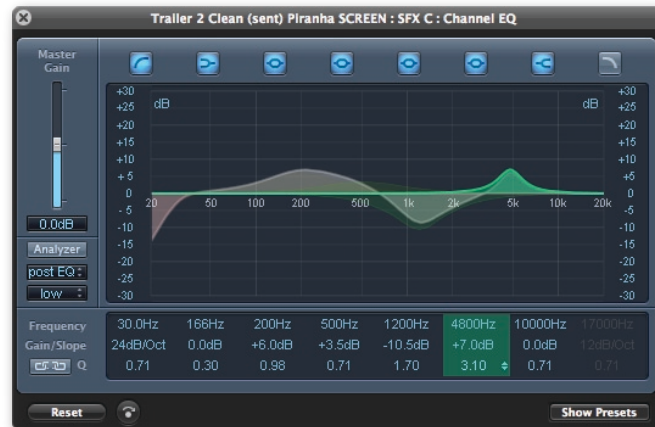 Trailer 2 Clean (sent) Piranha SCREEN : SFX C : Channel EQ
Master
Gain
0.0dB
Analyzer
post EQ
low
dB dB
+30 +30
+25 +25
+20 +20
+15 +15
+10 +10
+5 +5
0 0
-5 -5
-10 -10
-15 -15
-20 -20
-25 -25
-30 -30
20 50 100 200 500 1k 2k 5k 10k 20k
Frequency 30.0Hz 166Hz 200Hz 500Hz 1200Hz 4800Hz 10000Hz 17000Hz
Gain/Slope 24dB/Oct 0.0dB +6.0dB +3.5dB -10.5dB +7.0dB 0.0dB 12dB/Oct
Q 0.71 0.30 0.98 0.71 1.70 3.10 0.71 0.71
Reset Show Presets